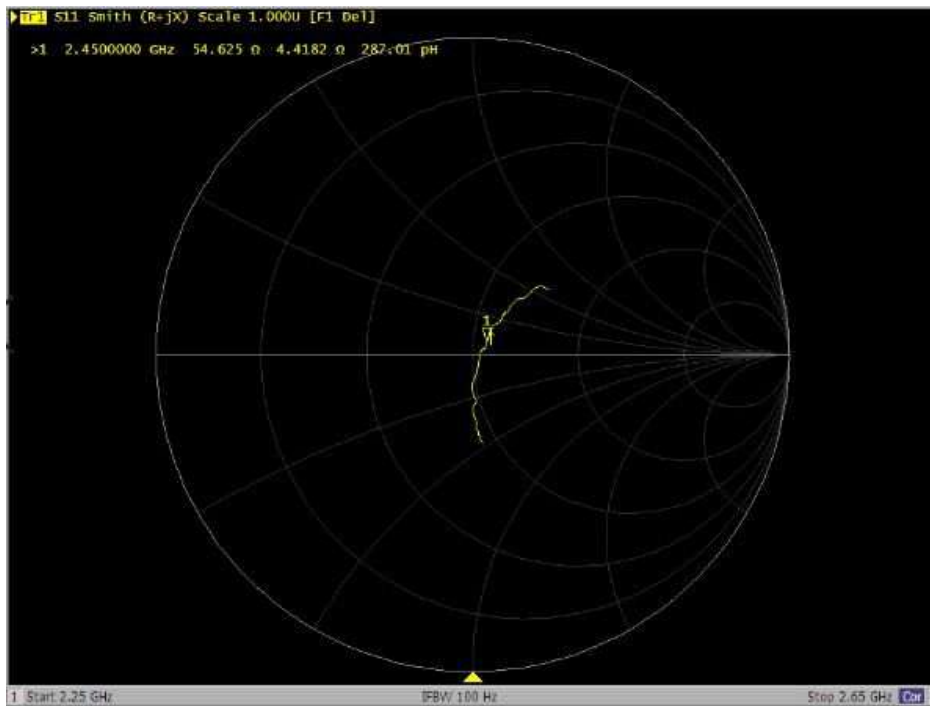 Tr1 S11 Smith (R+jX) Scale 1.000U [F1 Del]
>1 2.4500000 GHz 54.625 Ω 4.4182 Ω 287.01 pH
1
1 Start 2.25 GHz IFBW 100 Hz Stop 2.65 GHz Cor